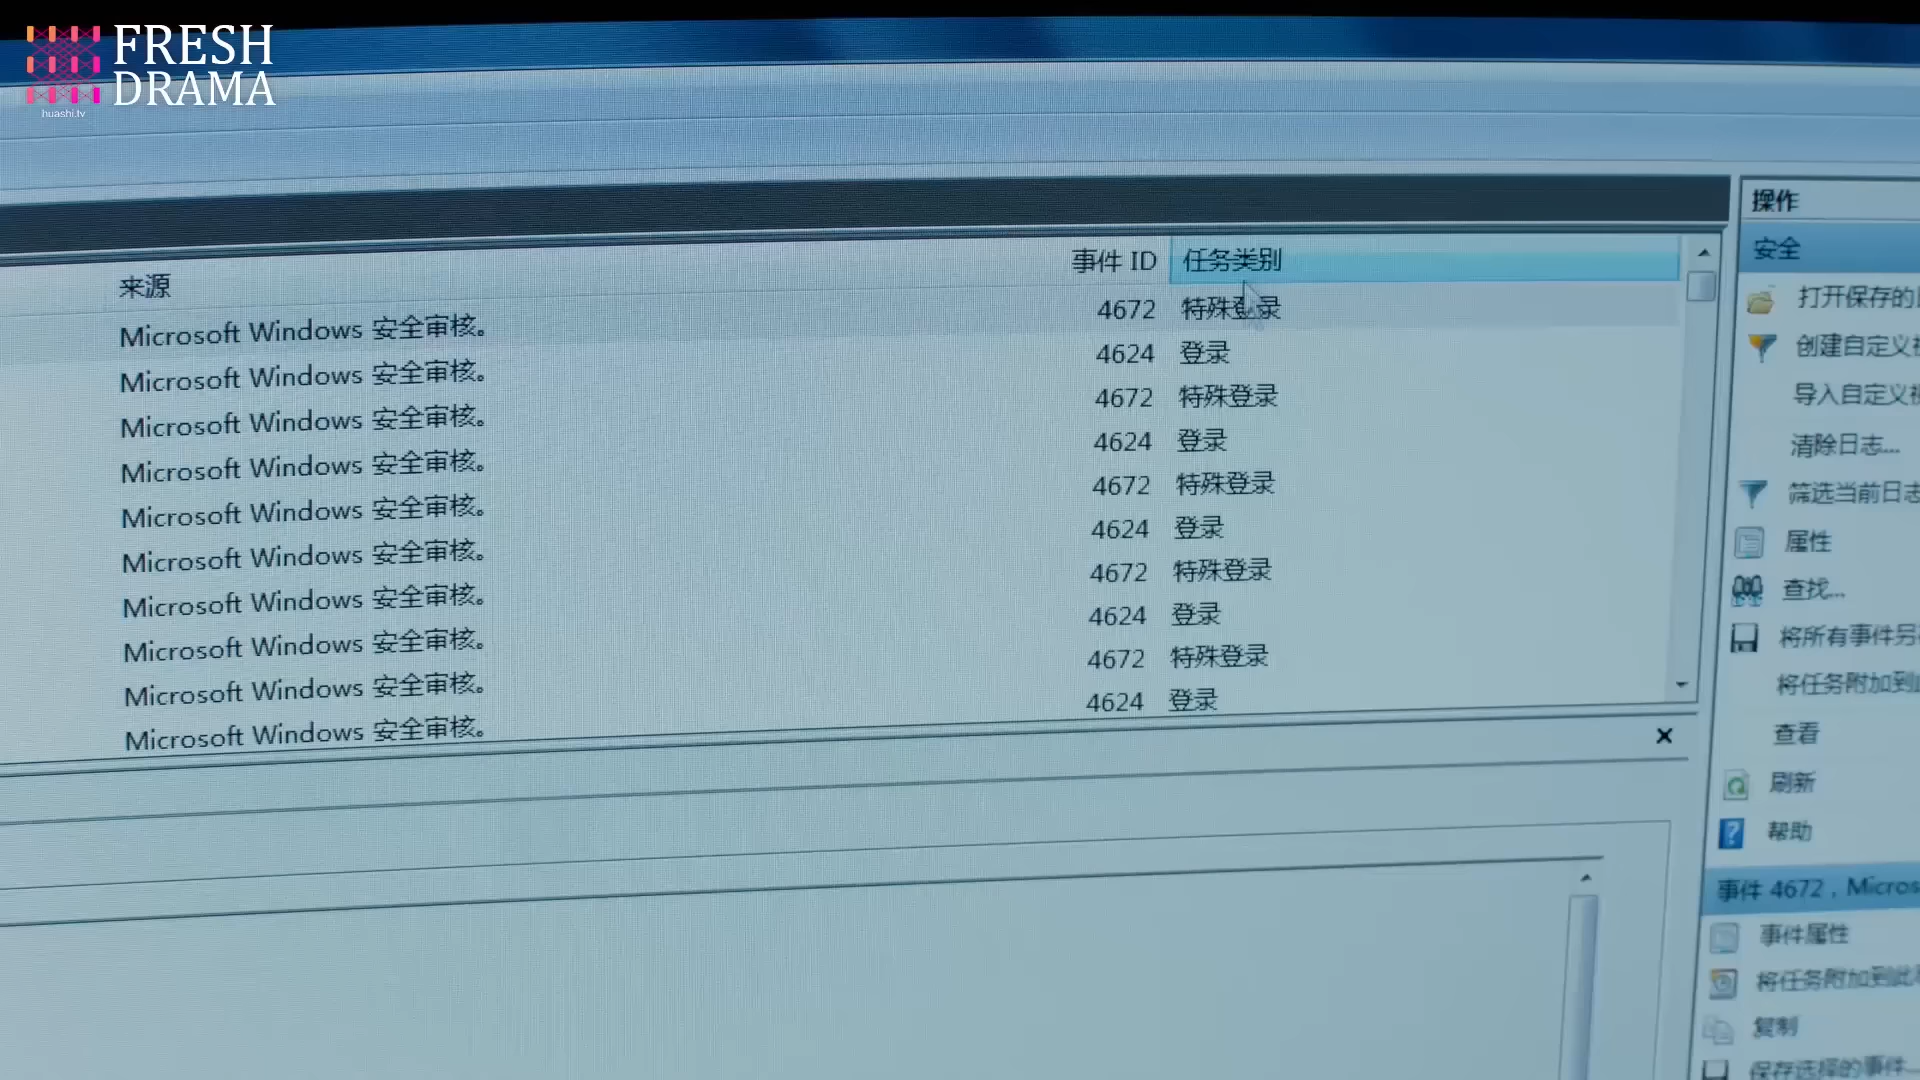 FRESH
DRAMA
huashi.tv
来源 事件 ID 任务类别
Microsoft Windows 安全审核。 4672 特殊登录
Microsoft Windows 安全审核。 4624 登录
Microsoft Windows 安全审核。 4672 特殊登录
Microsoft Windows 安全审核。 4624 登录
Microsoft Windows 安全审核。 4672 特殊登录
Microsoft Windows 安全审核。 4624 登录
Microsoft Windows 安全审核。 4672 特殊登录
Microsoft Windows 安全审核。 4624 登录
Microsoft Windows 安全审核。 4672 特殊登录
Microsoft Windows 安全审核。 4624 登录
操作
安全
打开保存的
创建自定义
导入自定义
清除日志...
筛选当前日志
属性
查找...
将所有事件另
将任务附加到
查看
刷新
帮助
事件 4672，Micros
事件属性
将任务附加到此
复制
保存选择的事件...